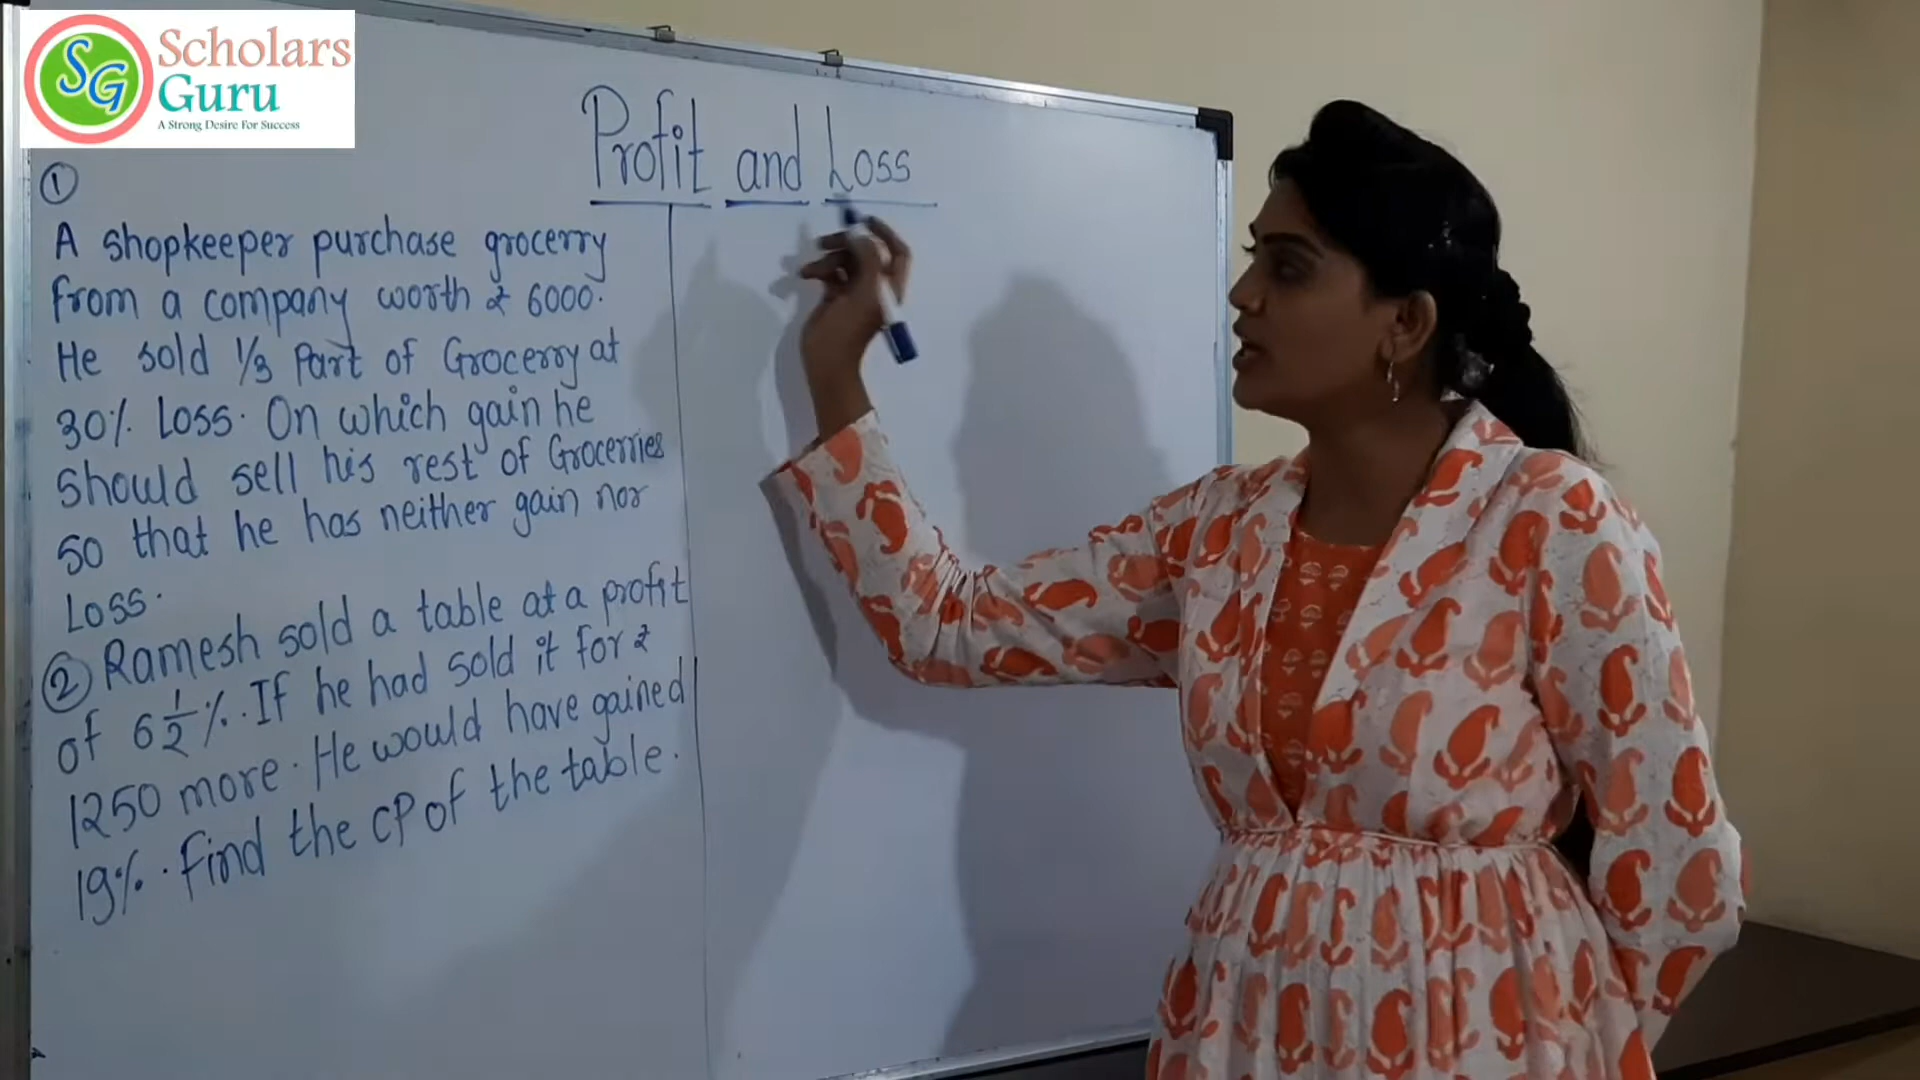 SG
Scholars
Guru
A Strong Desire For Success
Profit and Loss
①
A shopkeeper purchase grocerry
from a company worth ₹ 6000.
He sold 1/3 Part of Grocerry at
30% Loss. On which gain he
should sell his rest of Grocerries
so that he has neither gain nor
Loss.
② Ramesh sold a table at a profit
of 6 1/2 %. If he had sold it for ₹
1250 more. He would have gained
19%. Find the CP of the table.